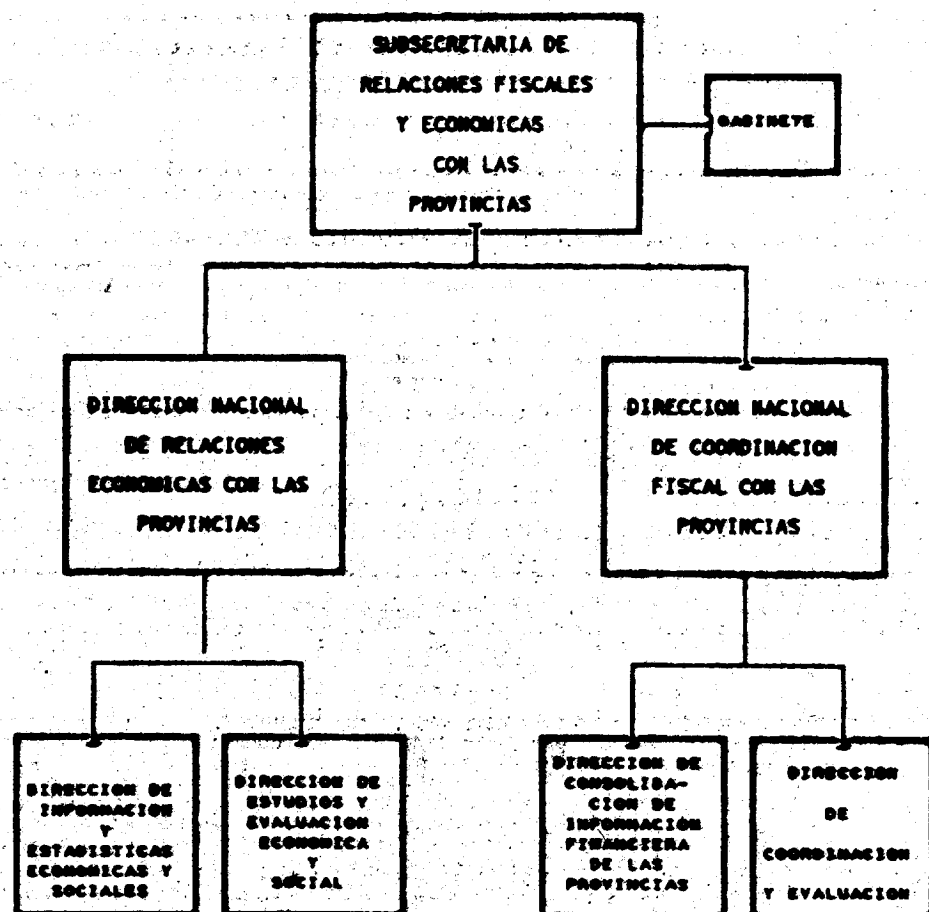 SUBSECRETARIA DE
RELACIONES FISCALES
Y ECONOMICAS
CON LAS
PROVINCIAS
GABINETE
DIRECCION NACIONAL
DE RELACIONES
ECONOMICAS CON LAS
PROVINCIAS
DIRECCION NACIONAL
DE COORDINACION
FISCAL CON LAS
PROVINCIAS
DIRECCION DE
INFORMACION
Y
ESTADISTICAS
ECONOMICAS Y
SOCIALES
DIRECCION DE
ESTUDIOS Y
EVALUACION
ECONOMICA
Y
SOCIAL
DIRECCION DE
CONSOLIDA-
CION DE
INFORMACION
FINANCIERA
DE LAS
PROVINCIAS
DIRECCION
DE
COORDINACION
Y EVALUACION